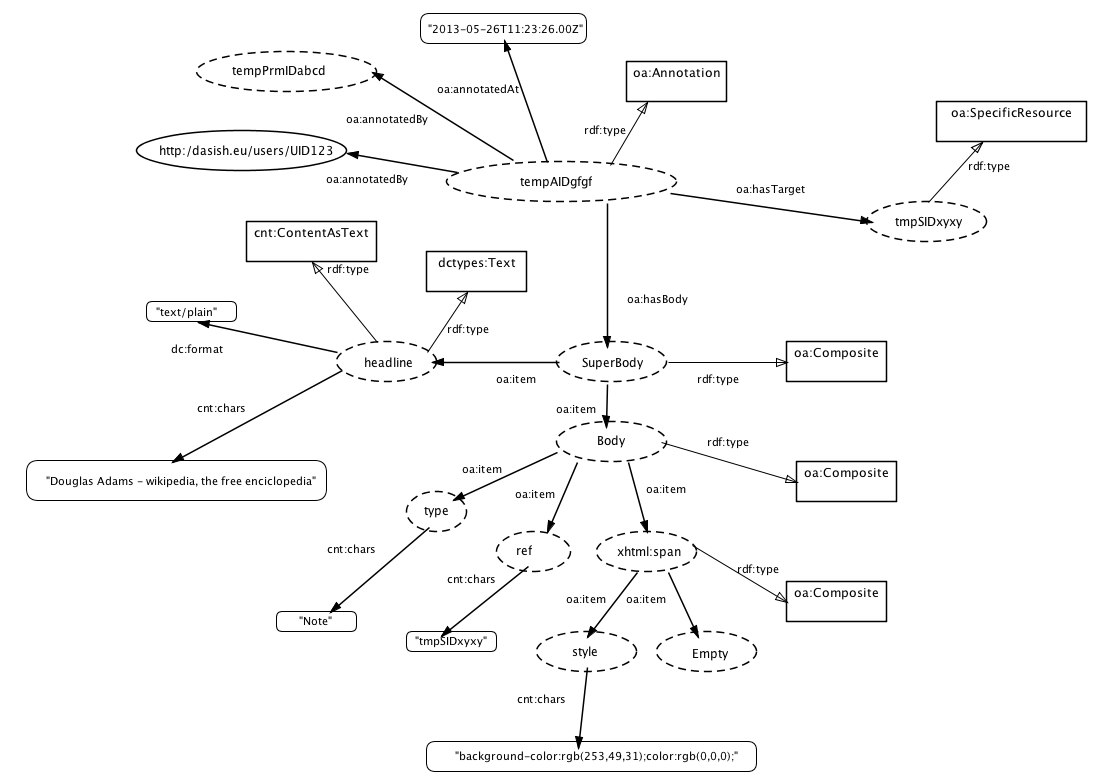 "2013-05-26T11:23:26.00Z"
tempPrmIDabcd
oa:Annotation
oa:annotatedAt
oa:SpecificResource
oa:annotatedBy
rdf:type
http:/dasish.eu/users/UID123
rdf:type
oa:annotatedBy
tempAIDgfgf
oa:hasTarget
tmpSIDxyxy
cnt:ContentAsText
dctypes:Text
rdf:type
oa:hasBody
"text/plain"
rdf:type
dc:format
headline
SuperBody
oa:Composite
oa:item
rdf:type
cnt:chars
oa:item
Body
rdf:type
oa:item
oa:Composite
"Douglas Adams - wikipedia, the free enciclopedia"
oa:item
oa:item
type
cnt:chars
ref
xhtml:span
cnt:chars
rdf:type
oa:Composite
oa:item
oa:item
"Note"
"tmpSIDxyxy"
style
Empty
cnt:chars
"background-color:rgb(253,49,31);color:rgb(0,0,0);"